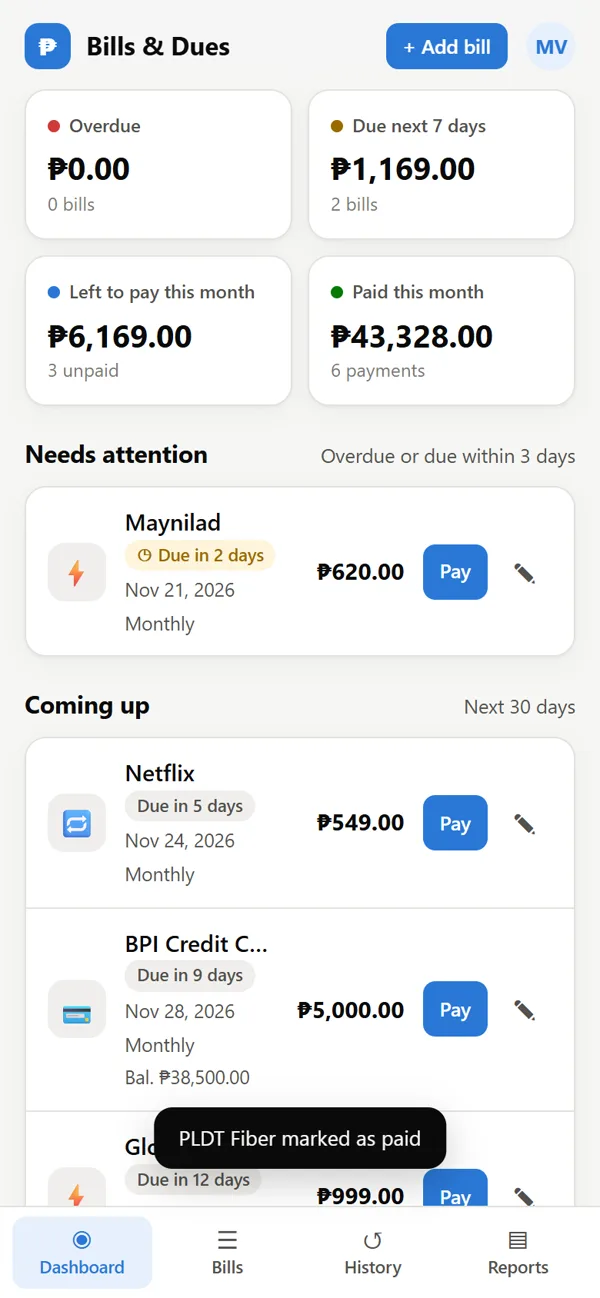 ₱ Bills & Dues + Add bill MV
Overdue
₱0.00
0 bills
Due next 7 days
₱1,169.00
2 bills
Left to pay this month
₱6,169.00
3 unpaid
Paid this month
₱43,328.00
6 payments
Needs attention Overdue or due within 3 days
Maynilad
Due in 2 days
Nov 21, 2026
Monthly
₱620.00 Pay
Coming up Next 30 days
Netflix
Due in 5 days
Nov 24, 2026
Monthly
₱549.00 Pay
BPI Credit C...
Due in 9 days
Nov 28, 2026
Monthly
Bal. ₱38,500.00
₱5,000.00 Pay
PLDT Fiber marked as paid
Due in 12 days
₱999.00 Pay
Dashboard Bills History Reports